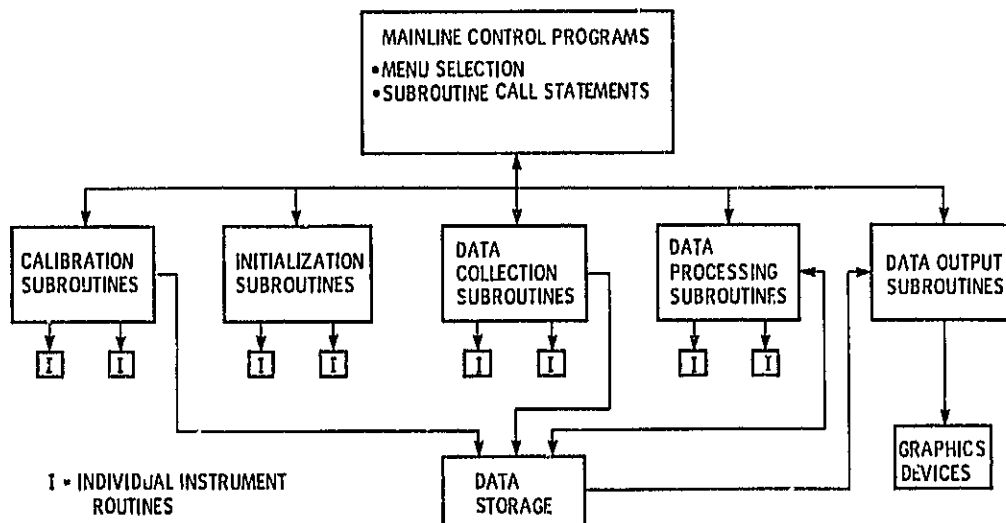 MAINLINE CONTROL PROGRAMS
•MENU SELECTION
•SUBROUTINE CALL STATEMENTS
CALIBRATION
SUBROUTINES
INITIALIZATION
SUBROUTINES
DATA
COLLECTION
SUBROUTINES
DATA
PROCESSING
SUBROUTINES
DATA OUTPUT
SUBROUTINES
I
I
I
I
I
I
I
I
I = INDIVIDUAL INSTRUMENT
ROUTINES
DATA
STORAGE
GRAPHICS
DEVICES